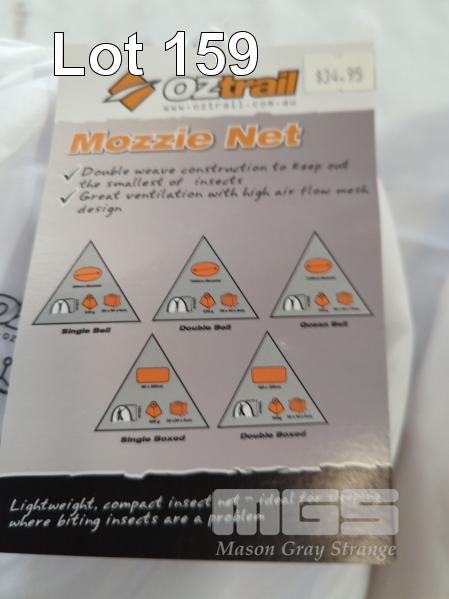 Lot 159
$34.95
OZtrail
www.oztrail.com.au
Mozzie Net
Double weave construction to keep out
the smallest of insects
Great ventilation with high air flow mesh
design
Single Bell
Double Bell
Queen Bell
Single Boxed
Double Boxed
Lightweight, compact insect net - ideal for sleeping
where biting insects are a problem
MGS
Mason Gray Strange